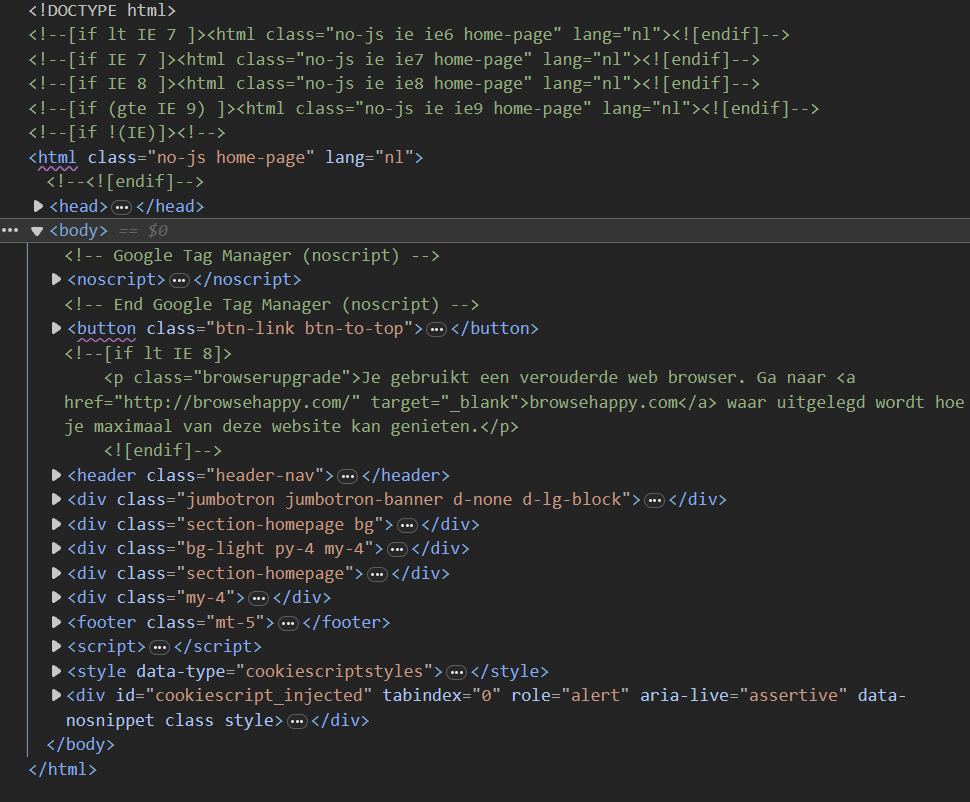 <!DOCTYPE html>
<!--[if lt IE 7 ]><html class="no-js ie ie6 home-page" lang="nl"><![endif]-->
<!--[if IE 7 ]><html class="no-js ie ie7 home-page" lang="nl"><![endif]-->
<!--[if IE 8 ]><html class="no-js ie ie8 home-page" lang="nl"><![endif]-->
<!--[if (gte IE 9) ]><html class="no-js ie ie9 home-page" lang="nl"><![endif]-->
<!--[if !(IE)]><!-->
<html class="no-js home-page" lang="nl">
<!--<![endif]-->
<head>…</head>
<body> == $0
<!-- Google Tag Manager (noscript) -->
<noscript>…</noscript>
<!-- End Google Tag Manager (noscript) -->
<button class="btn-link btn-to-top">…</button>
<!--[if lt IE 8]>
<p class="browserupgrade">Je gebruikt een verouderde web browser. Ga naar <a
href="http://browsehappy.com/" target="_blank">browsehappy.com</a> waar uitgelegd wordt hoe
je maximaal van deze website kan genieten.</p>
<![endif]-->
<header class="header-nav">…</header>
<div class="jumbotron jumbotron-banner d-none d-lg-block">…</div>
<div class="section-homepage bg">…</div>
<div class="bg-light py-4 my-4">…</div>
<div class="section-homepage">…</div>
<div class="my-4">…</div>
<footer class="mt-5">…</footer>
<script>…</script>
<style data-type="cookiescriptstyles">…</style>
<div id="cookiescript_injected" tabindex="0" role="alert" aria-live="assertive" data-
nosnippet class style>…</div>
</body>
</html>